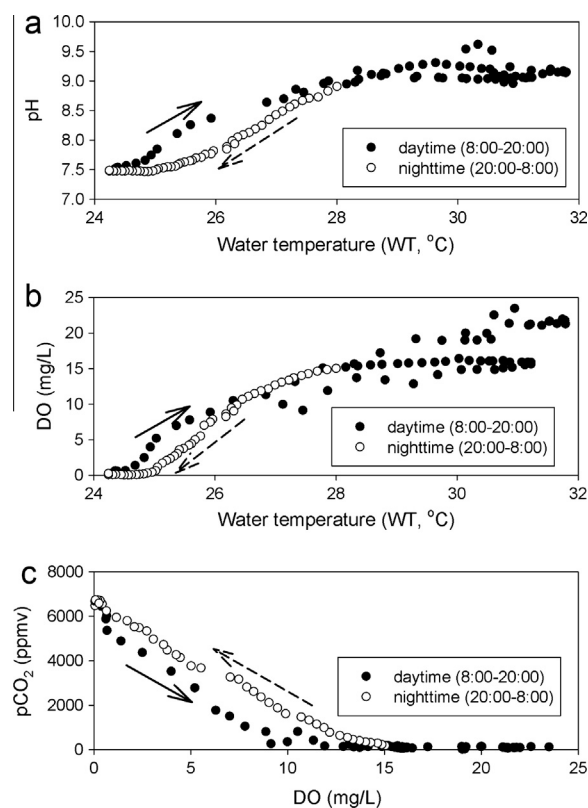 a
10.0
9.5
9.0
8.5
8.0
7.5
7.0
pH
daytime (8:00-20:00)
nighttime (20:00-8:00)
24 26 28 30 32
Water temperature (WT, °C)
b
25
20
15
10
5
0
DO (mg/L)
daytime (8:00-20:00)
nighttime (20:00-8:00)
24 26 28 30 32
Water temperature (WT, °C)
c
8000
6000
4000
2000
0
pCO₂ (ppmv)
daytime (8:00-20:00)
nighttime (20:00-8:00)
0 5 10 15 20 25
DO (mg/L)